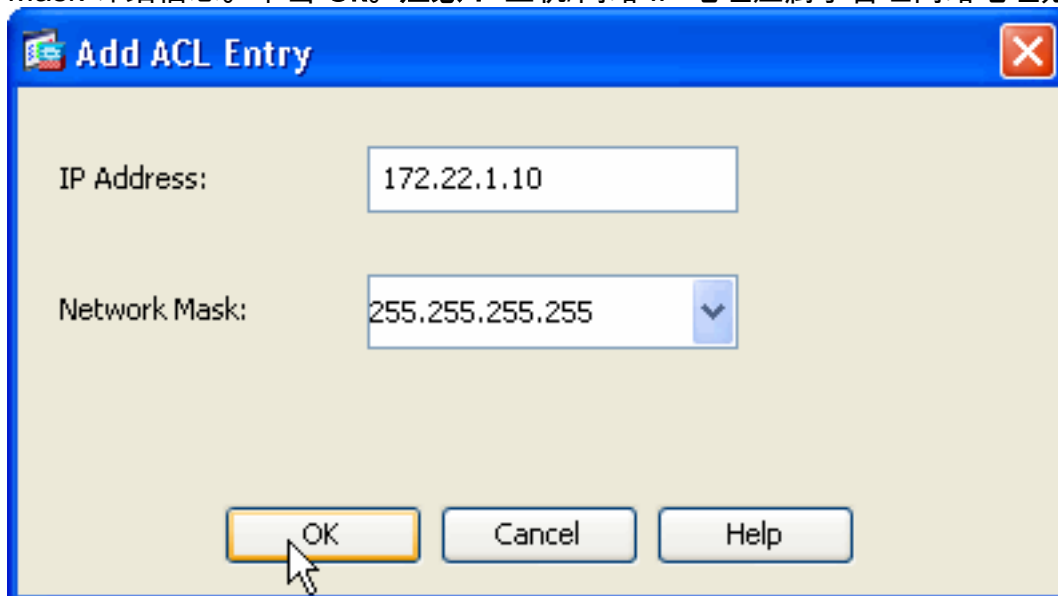 Add ACL Entry
IP Address:
172.22.1.10
Network Mask:
255.255.255.255
OK
Cancel
Help